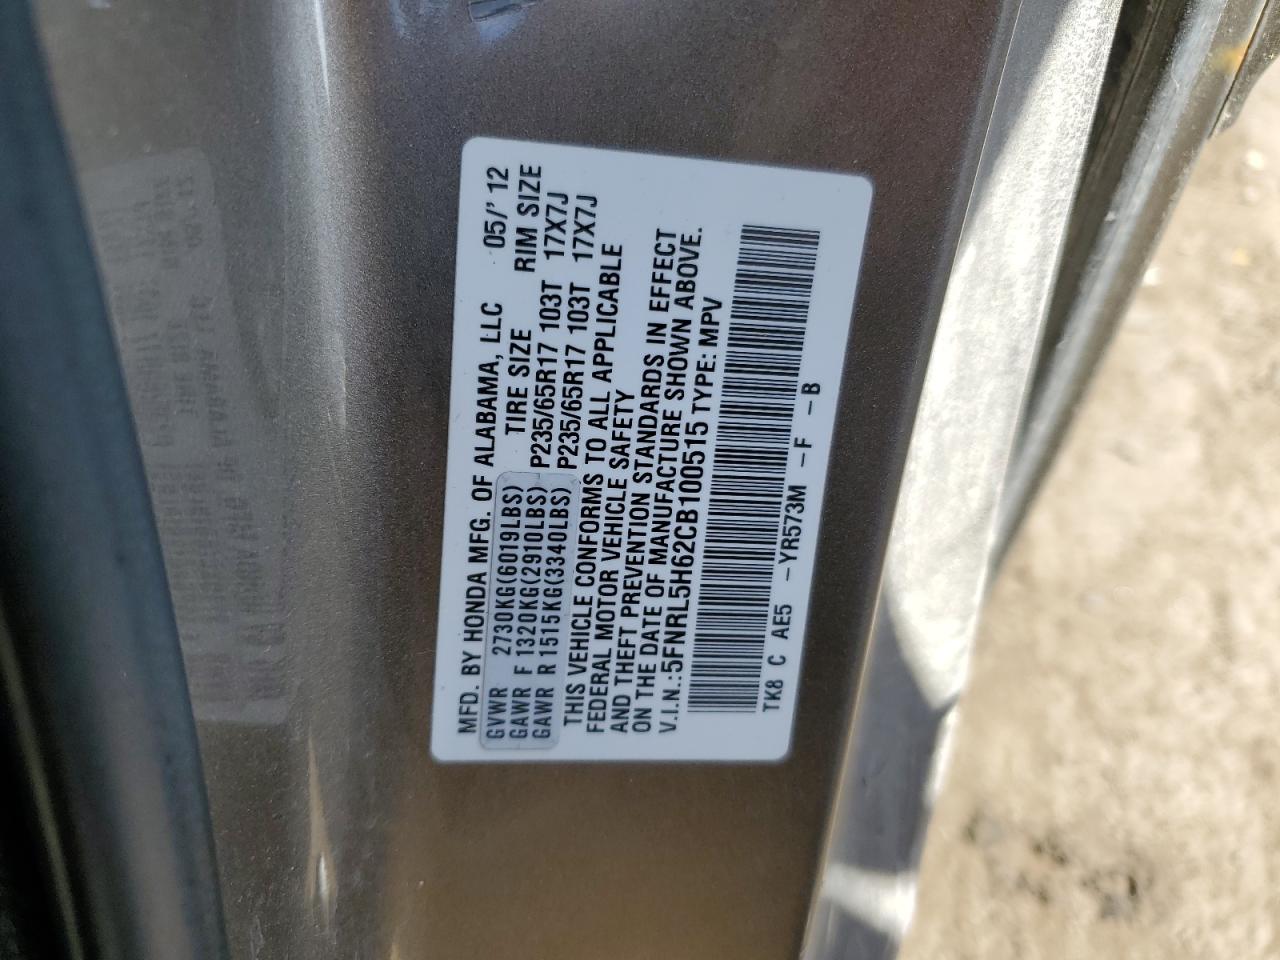 MFD. BY HONDA MFG. OF ALABAMA, LLC 05/' 12
TIRE SIZE RIM SIZE
GVWR 2730KG(6019LBS)
GAWR F 1320KG(2910LBS) P235/65R17 103T 17X7J
GAWR R 1515KG(3340LBS) P235/65R17 103T 17X7J
THIS VEHICLE CONFORMS TO ALL APPLICABLE
FEDERAL MOTOR VEHICLE SAFETY
AND THEFT PREVENTION STANDARDS IN EFFECT
ON THE DATE OF MANUFACTURE SHOWN ABOVE.
V.I.N.:5FNRL5H62CB100515 TYPE: MPV
TK8 C AE5 -YR573M -F -B